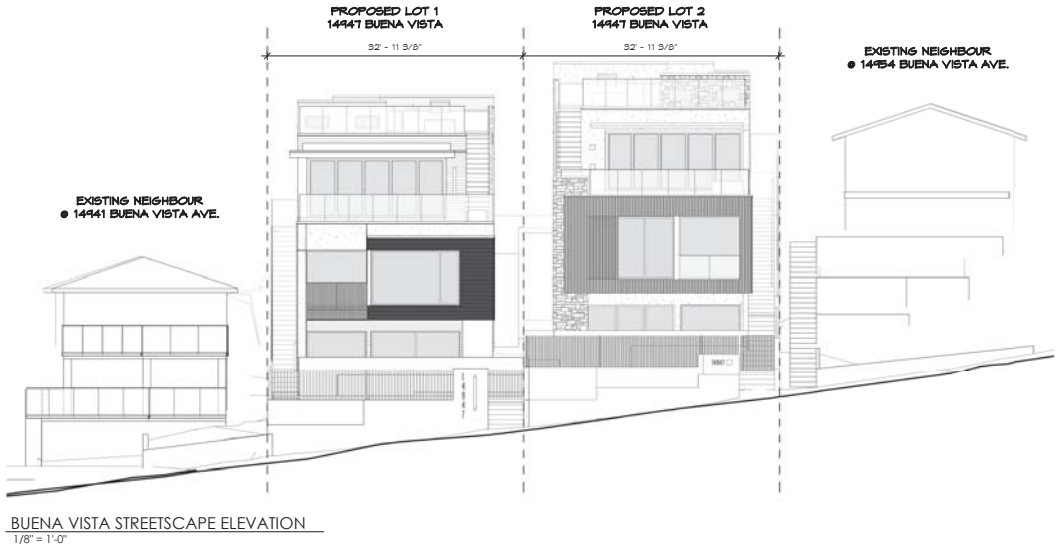 PROPOSED LOT 1
14947 BUENA VISTA
32' - 11 3/8"
PROPOSED LOT 2
14947 BUENA VISTA
32' - 11 3/8"
EXISTING NEIGHBOUR
@ 14954 BUENA VISTA AVE.
EXISTING NEIGHBOUR
@ 14941 BUENA VISTA AVE.
14947
14947
BUENA VISTA STREETSCAPE ELEVATION
1/8" = 1'-0"